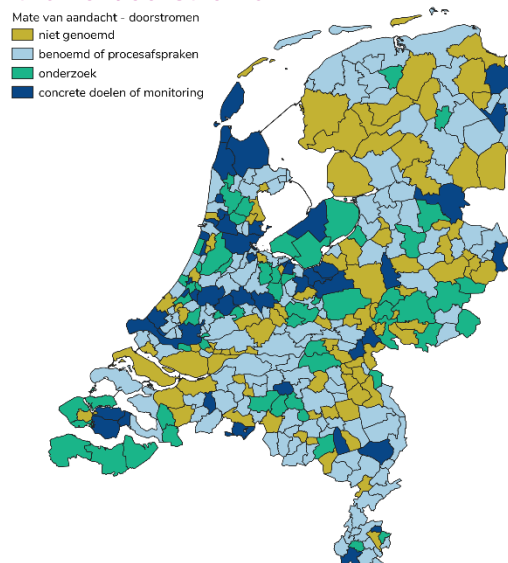 Mate van aandacht - doorstromen
niet genoemd
benoemd of procesafspraken
onderzoek
concrete doelen of monitoring